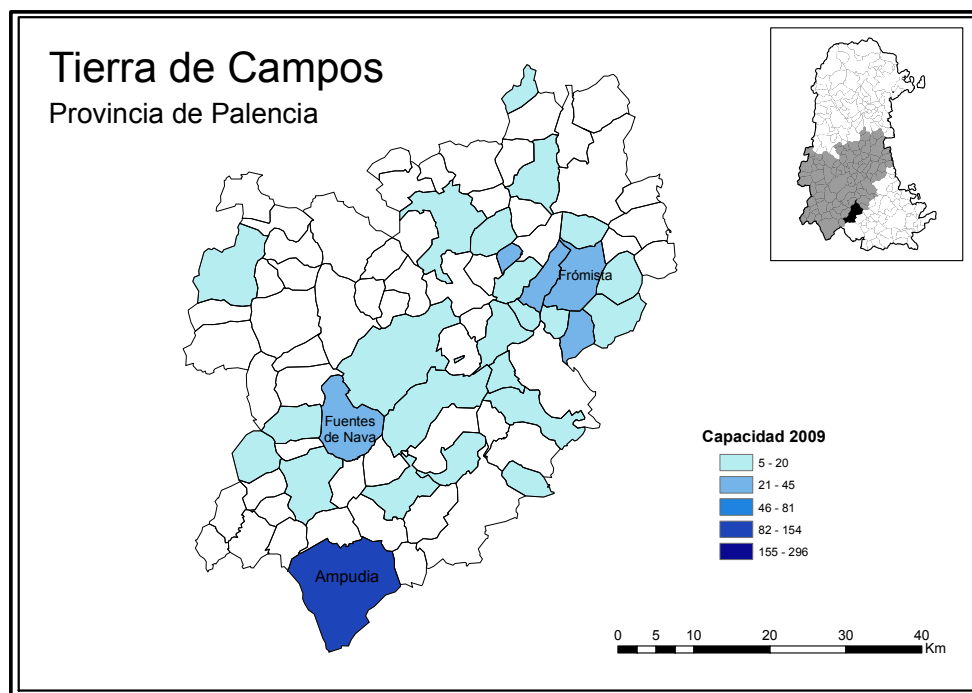 Tierra de Campos
Provincia de Palencia
Frómista
Fuentes
de Nava
Ampudia
Capacidad 2009
5 - 20
21 - 45
46 - 81
82 - 154
155 - 296
0 5 10 20 30 40
Km